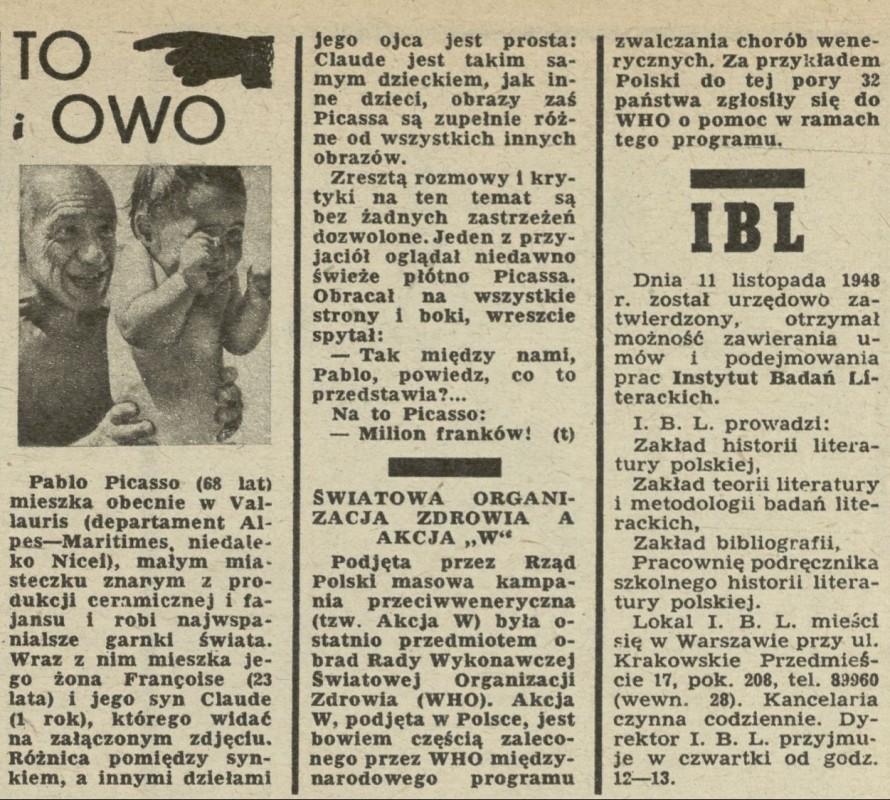 TO
i OWO
Pablo Picasso (68 lat)
mieszka obecnie w Val-
lauris (departament Al-
pes—Maritimes, niedale-
ko Nicei), małym mia-
steczku znanym z pro-
dukcji ceramicznej i fa-
jansu i robi najwspa-
nialsze garnki świata.
Wraz z nim mieszka je-
go żona Françoise (23
lata) i jego syn Claude
(1 rok), którego widać
na załączonym zdjęciu.
Różnica pomiędzy syn-
kiem, a innymi dziełami
jego ojca jest prosta:
Claude jest takim sa-
mym dzieckiem, jak in-
ne dzieci, obrazy zaś
Picassa są zupełnie róż-
ne od wszystkich innych
obrazów.
Zresztą rozmowy i kry-
tyki na ten temat są
bez żadnych zastrzeżeń
dozwolone. Jeden z przy-
jaciół oglądał niedawno
świeże płótno Picassa.
Obracał na wszystkie
strony i boki, wreszcie
spytał:
— Tak między nami,
Pablo, powiedz, co to
przedstawia?...
Na to Picasso:
— Milion franków! (t)
ŚWIATOWA ORGANI-
ZACJA ZDROWIA A
AKCJA „W“
Podjęta przez Rząd
Polski masowa kampa-
nia przeciwweneryczna
(tzw. Akcja W) była o-
statnio przedmiotem o-
brad Rady Wykonawczej
Światowej Organizacji
Zdrowia (WHO). Akcja
W, podjęta w Polsce, jest
bowiem częścią zaleco-
nego przez WHO między-
narodowego programu
zwalczania chorób wene-
rycznych. Za przykładem
Polski do tej pory 32
państwa zgłosiły się do
WHO o pomoc w ramach
tego programu.
IBL
Dnia 11 listopada 1948
r. został urzędowo za-
twierdzony, otrzymał
możność zawierania u-
mów i podejmowania
prac Instytut Badań Li-
terackich.
I. B. L. prowadzi:
Zakład historii litera-
tury polskiej,
Zakład teorii literatury
i metodologii badań lite-
rackich,
Zakład bibliografii,
Pracownię podręcznika
szkolnego historii litera-
tury polskiej.
Lokal I. B. L. mieści
się w Warszawie przy ul.
Krakowskie Przedmieś-
cie 17, pok. 208, tel. 89960
(wewn. 28). Kancelaria
czynna codziennie. Dy-
rektor I. B. L. przyjmu-
je w czwartki od godz.
12—13.